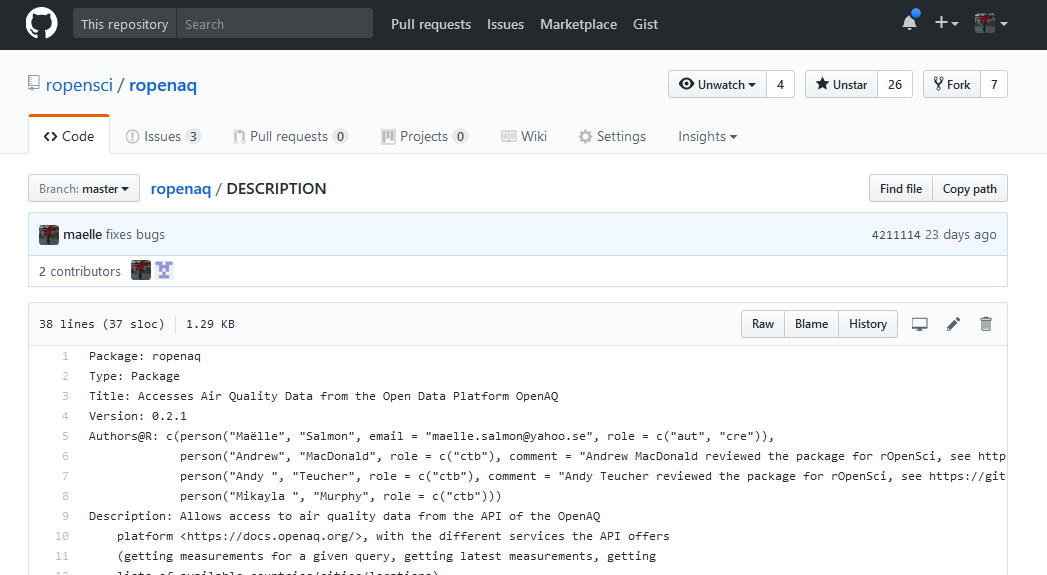 This repository Search Pull requests Issues Marketplace Gist
ropensci / ropenaq Unwatch 4 Unstar 26 Fork 7
Code Issues 3 Pull requests 0 Projects 0 Wiki Settings Insights
Branch: master ropenaq / DESCRIPTION Find file Copy path
maelle fixes bugs 4211114 23 days ago
2 contributors
38 lines (37 sloc) 1.29 KB Raw Blame History
1 Package: ropenaq
2 Type: Package
3 Title: Accesses Air Quality Data from the Open Data Platform OpenAQ
4 Version: 0.2.1
5 Authors@R: c(person("Maëlle", "Salmon", email = "maelle.salmon@yahoo.se", role = c("aut", "cre")),
6 person("Andrew", "MacDonald", role = c("ctb"), comment = "Andrew MacDonald reviewed the package for rOpenSci, see http
7 person("Andy ", "Teucher", role = c("ctb"), comment = "Andy Teucher reviewed the package for rOpenSci, see https://git
8 person("Mikayla ", "Murphy", role = c("ctb")))
9 Description: Allows access to air quality data from the API of the OpenAQ
10 platform <https://docs.openaq.org/>, with the different services the API offers
11 (getting measurements for a given query, getting latest measurements, getting
12 lists of available countries/cities/locations)